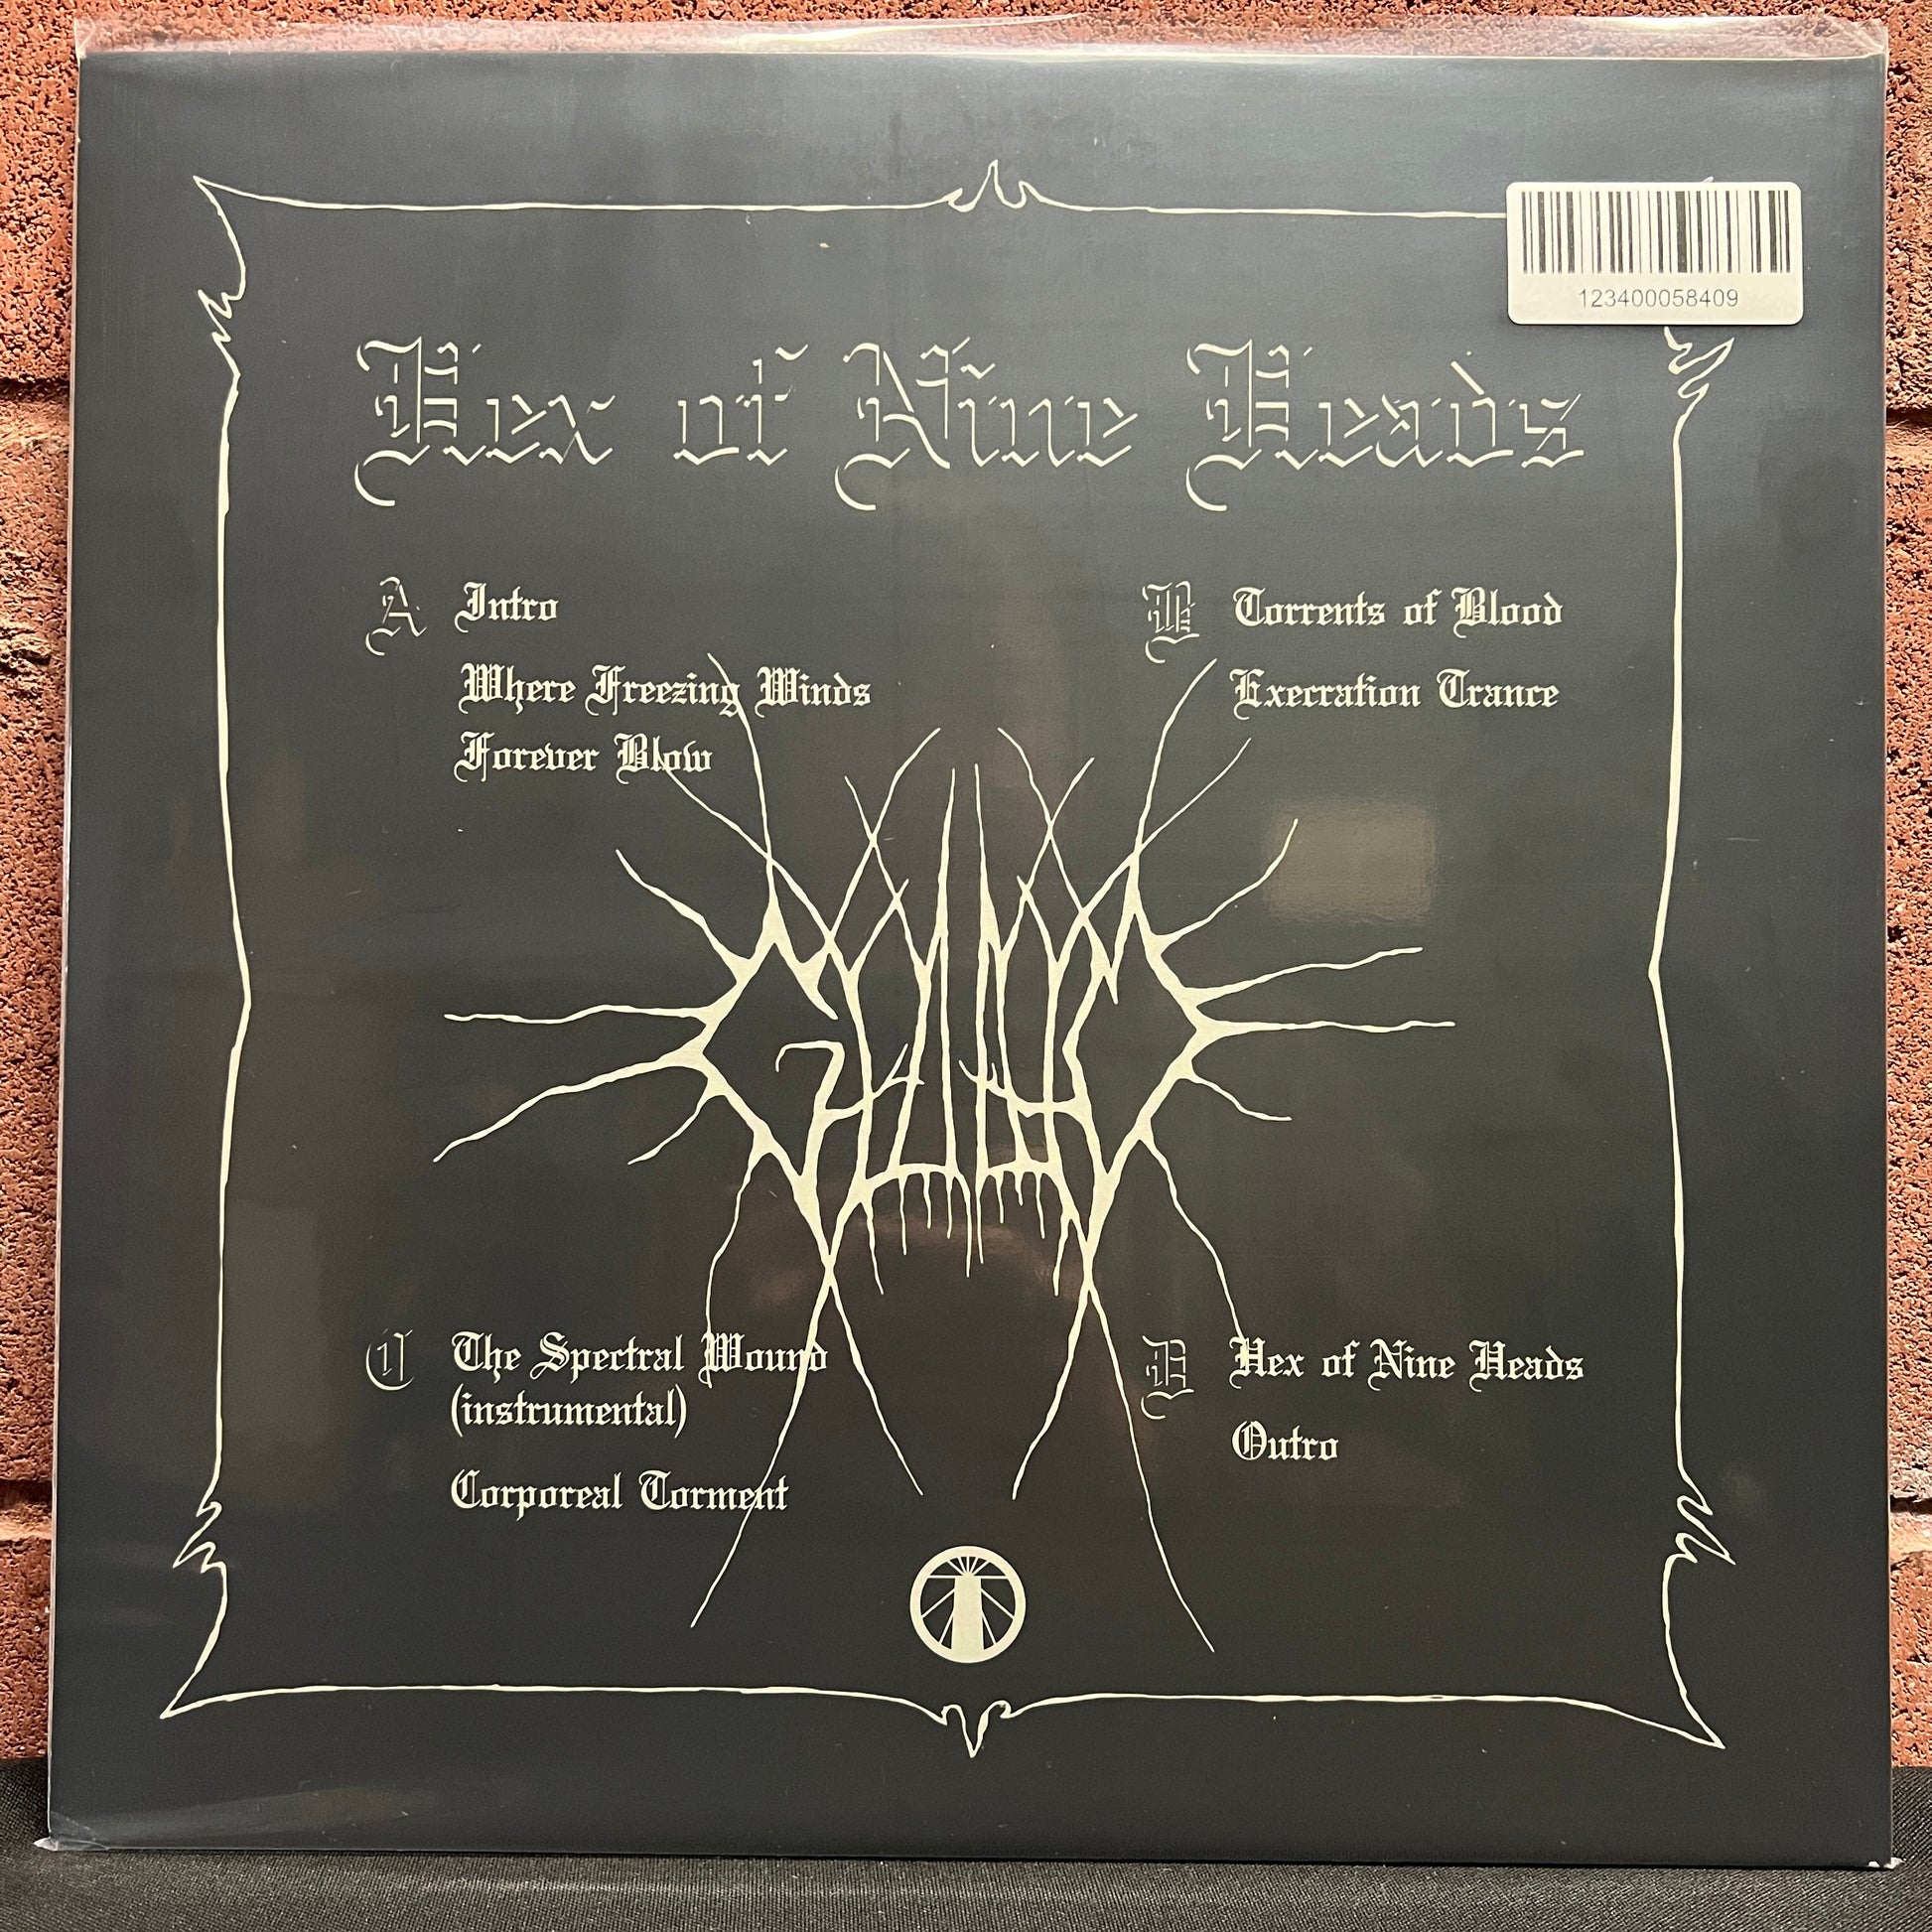 123400058409
Hex of Nine Heads
A Intro
Where Freezing Winds
Forever Blow
B Torrents of Blood
Execration Trance
C The Spectral Wound
(instrumental)
Corporeal Torment
D Hex of Nine Heads
Outro